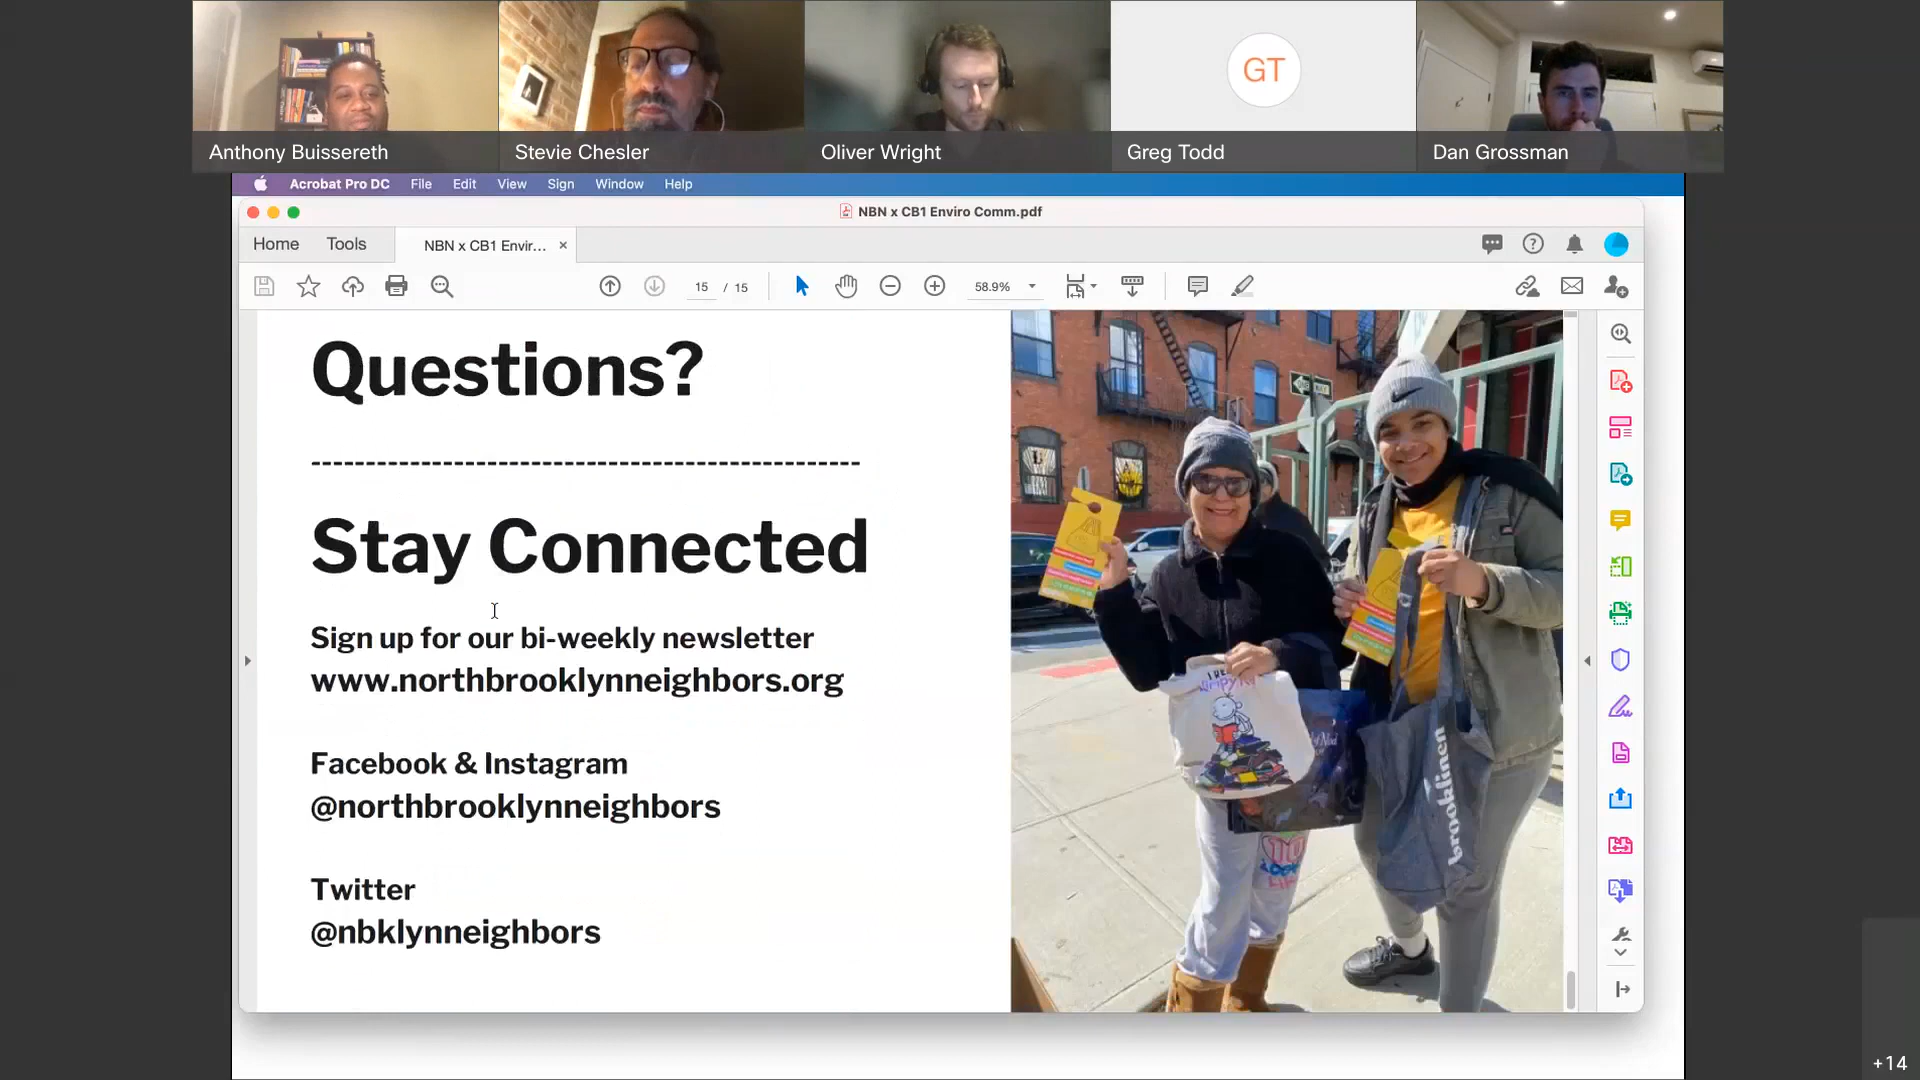 GT
Anthony Buissereth
Stevie Chesler
Oliver Wright
Greg Todd
Dan Grossman
Acrobat Pro DC File Edit View Sign Window Help
NBN x CB1 Enviro Comm.pdf
Home Tools NBN x CB1 Envir... ×
15 / 15 58.9%
Questions?
------------------------------------------------
Stay Connected
Sign up for our bi-weekly newsletter
www.northbrooklynneighbors.org
Facebook & Instagram
@northbrooklynneighbors
Twitter
@nbklynneighbors
brooklinen
+14